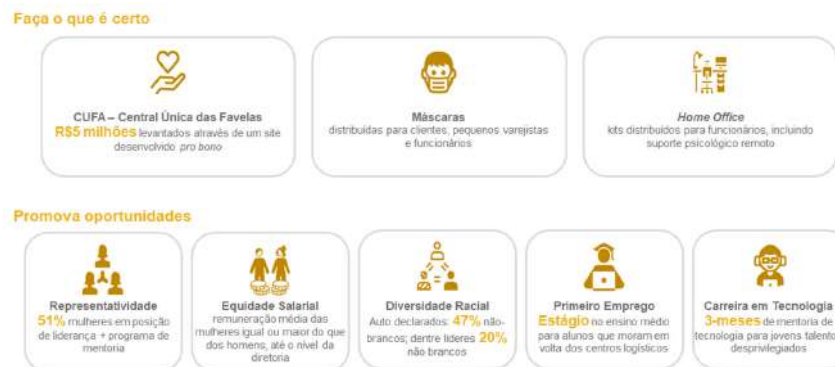 Faça o que é certo
CUFA – Central Única das Favelas
R$5 milhões levantados através de um site
desenvolvido pro bono
Máscaras
distribuídas para clientes, pequenos varejistas
e funcionários
Home Office
kits distribuídos para funcionários, incluindo
suporte psicológico remoto
Promova oportunidades
Representatividade
51% mulheres em posição
de liderança + programa de
mentoria
Equidade Salarial
remuneração média das
mulheres igual ou maior do que
dos homens, até o nível da
diretoria
Diversidade Racial
Auto declarados: 47% não-
brancos; dentre líderes 20%
não brancos
Primeiro Emprego
Estágio no ensino médio
para alunos que moram em
volta dos centros logísticos
Carreira em Tecnologia
3-meses de mentoria de
tecnologia para jovens talento
desprivilegiados